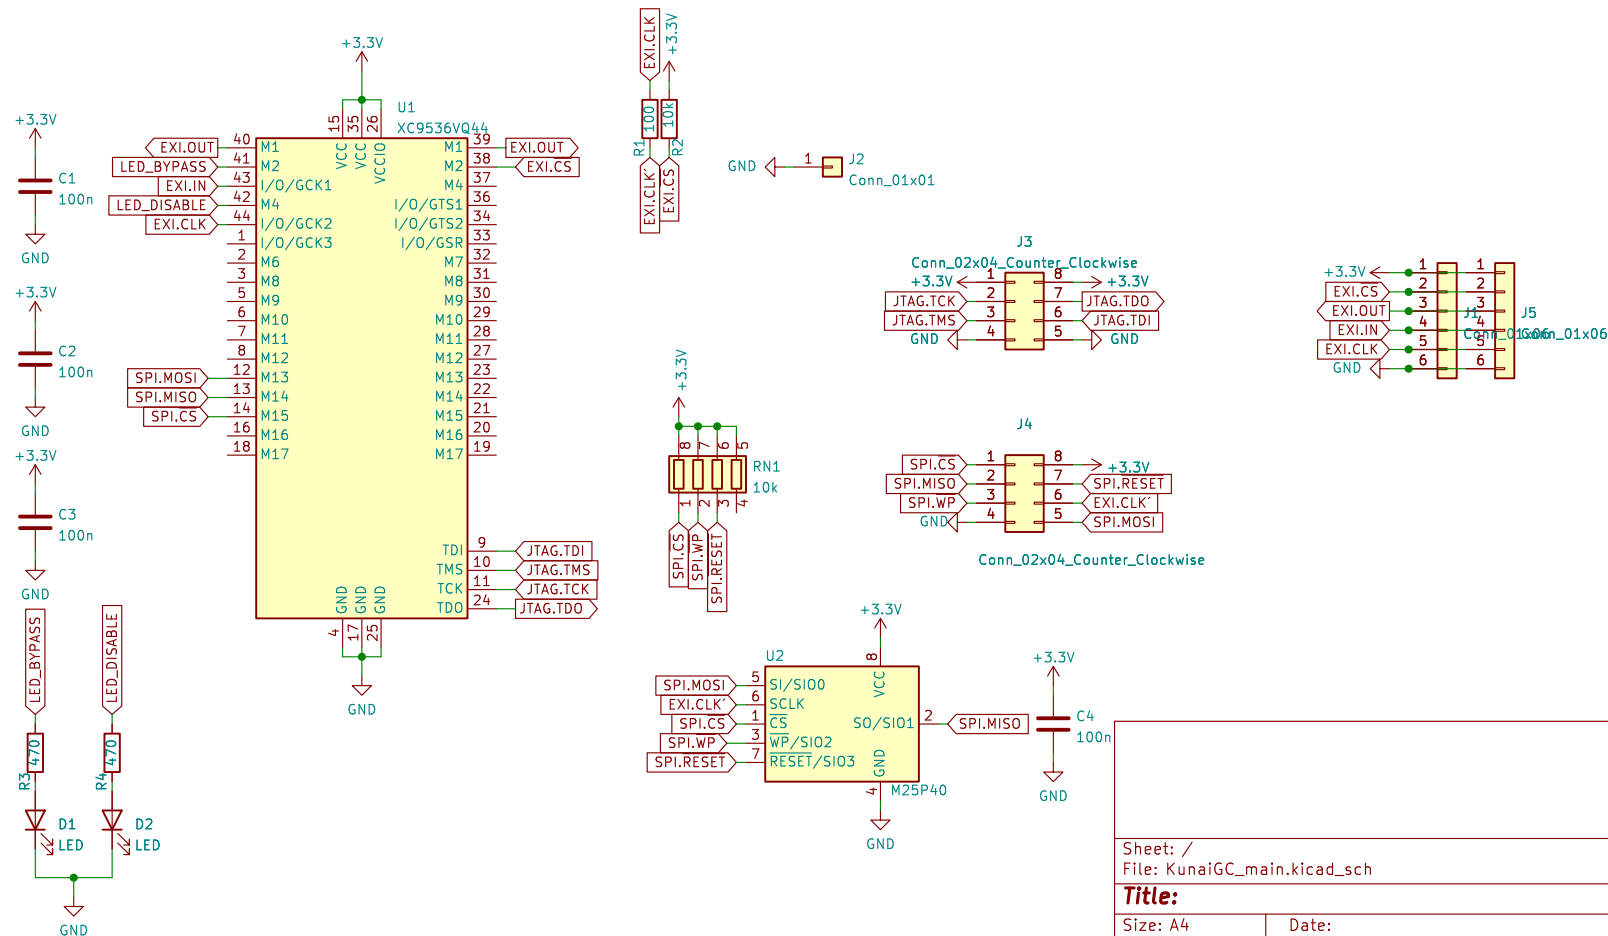 +3.3V
C1
100n
GND
+3.3V
C2
100n
GND
+3.3V
C3
100n
GND
+3.3V
15 35 26
U1
XC9536VQ44
VCC VCC VCCIO
EXI.OUT 40 M1
LED_BYPASS 41 M2
EXI.IN 43 I/O/GCK1
LED_DISABLE 42 M4
EXI.CLK 44 I/O/GCK2
1 I/O/GCK3
2 M6
3 M8
5 M9
6 M10
7 M11
8 M12
SPI.MOSI 12 M13
SPI.MISO 13 M14
SPI.CS 14 M15
16 M16
18 M17
M1 39 EXI.OUT
M2 38 EXI.CS
M4 37
I/O/GTS1 36
I/O/GTS2 34
I/O/GSR 33
M7 32
M8 31
M9 30
M10 29
M11 28
M12 27
M13 23
M14 22
M15 21
M16 20
M17 19
TDI 9 JTAG.TDI
TMS 10 JTAG.TMS
TCK 11 JTAG.TCK
TDO 24 JTAG.TDO
GND GND GND
4 17 25
GND
LED_BYPASS
470
R3
D1
LED
LED_DISABLE
470
R4
D2
LED
GND
EXI.CLK
100
R1
EXI.CLK´
+3.3V
10k
R2
EXI.CS
GND 1 J2
Conn_01x01
J3
Conn_02x04_Counter_Clockwise
+3.3V 1 8 +3.3V
JTAG.TCK 2 7 JTAG.TDO
JTAG.TMS 3 6 JTAG.TDI
GND 4 5 GND
J4
SPI.CS 1 8 +3.3V
SPI.MISO 2 7 SPI.RESET
SPI.WP 3 6 EXI.CLK´
GND 4 5 SPI.MOSI
Conn_02x04_Counter_Clockwise
+3.3V 1 1
EXI.CS 2 2
EXI.OUT 3 3
EXI.IN 4 4
EXI.CLK 5 5
GND 6 6
J1
Conn_01x06
J5
Conn_01x06
+3.3V
8 7 6 5
RN1
10k
1 2 3 4
SPI.CS
SPI.WP
SPI.RESET
+3.3V
U2
8
VCC
SPI.MOSI 5 SI/SIO0
EXI.CLK´ 6 SCLK
SPI.CS 1 CS
SPI.WP 3 WP/SIO2
SPI.RESET 7 RESET/SIO3
SO/SIO1 2 SPI.MISO
GND
4
M25P40
GND
+3.3V
C4
100n
GND
Sheet: /
File: KunaiGC_main.kicad_sch
Title:
Size: A4 Date: